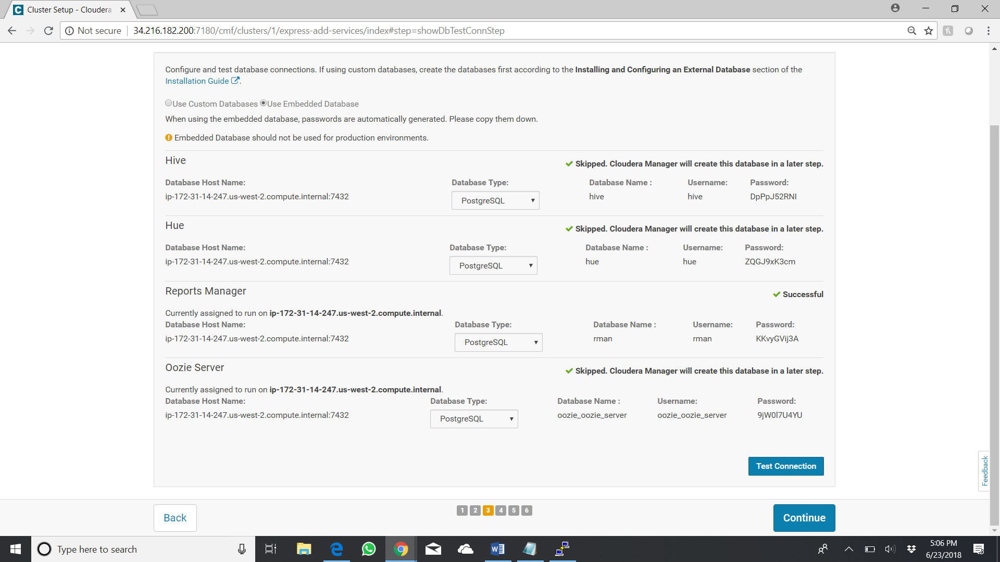 Cluster Setup - Cloudera
Not secure
34.216.182.200:7180/cmf/clusters/1/express-add-services/index#step=showDbTestConnStep
Configure and test database connections. If using custom databases, create the databases first according to the Installing and Configuring an External Database section of the
Installation Guide.
Use Custom Databases Use Embedded Database
When using the embedded database, passwords are automatically generated. Please copy them down.
Embedded Database should not be used for production environments.
Hive
Skipped. Cloudera Manager will create this database in a later step.
Database Host Name: Database Type: Database Name : Username: Password:
ip-172-31-14-247.us-west-2.compute.internal:7432 PostgreSQL hive hive DpPpJ52RNI
Hue
Skipped. Cloudera Manager will create this database in a later step.
Database Host Name: Database Type: Database Name : Username: Password:
ip-172-31-14-247.us-west-2.compute.internal:7432 PostgreSQL hue hue ZQGJ9xK3cm
Reports Manager
Successful
Currently assigned to run on ip-172-31-14-247.us-west-2.compute.internal.
Database Host Name: Database Type: Database Name : Username: Password:
ip-172-31-14-247.us-west-2.compute.internal:7432 PostgreSQL rman rman KKvyGVij3A
Oozie Server
Skipped. Cloudera Manager will create this database in a later step.
Currently assigned to run on ip-172-31-14-247.us-west-2.compute.internal.
Database Host Name: Database Type: Database Name : Username: Password:
ip-172-31-14-247.us-west-2.compute.internal:7432 PostgreSQL oozie_oozie_server oozie_oozie_server 9jW0l7U4YU
Test Connection
Feedback
Back
1 2 3 4 5 6
Continue
Type here to search
5:06 PM
6/23/2018